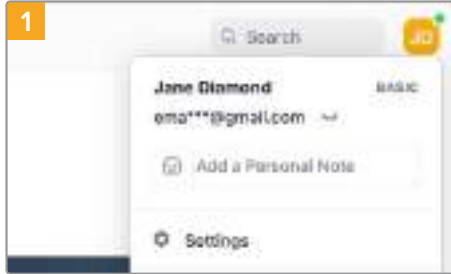 1
Search
JD
Jane Diamond BASIC
ema***@gmail.com
Add a Personal Note
Settings